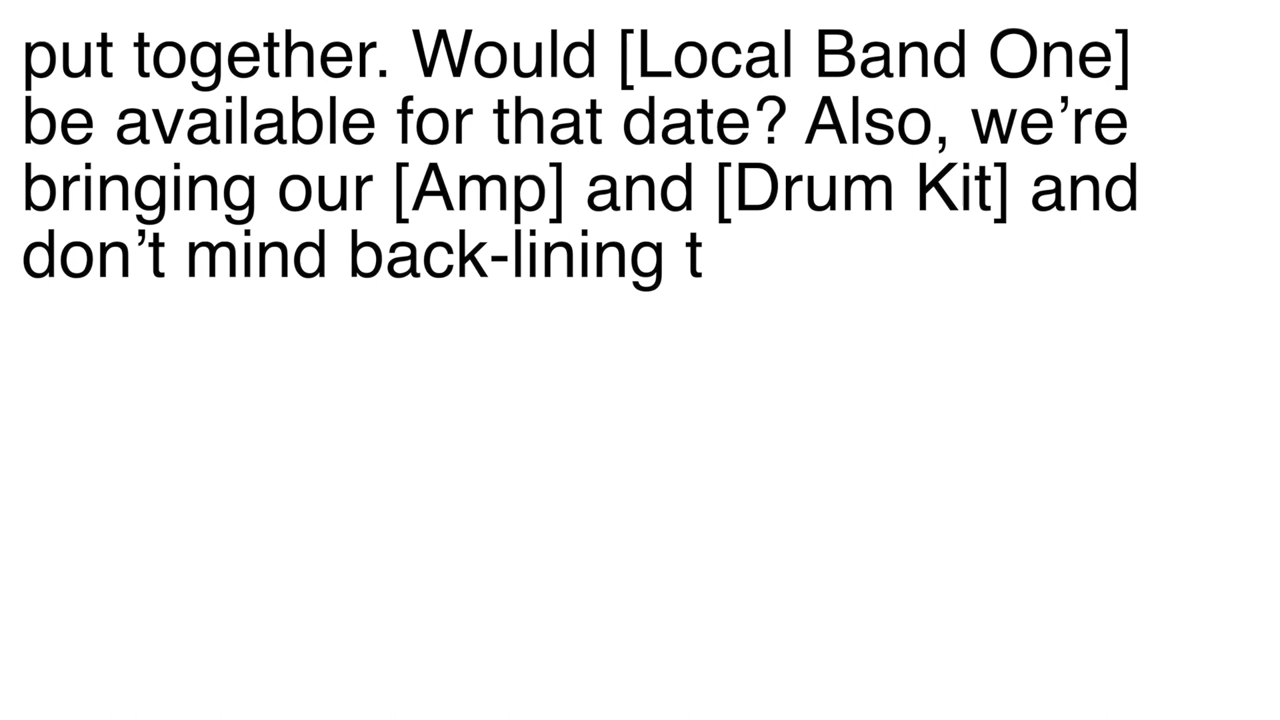 put together. Would [Local Band One]
be available for that date? Also, we’re
bringing our [Amp] and [Drum Kit] and
don’t mind back-lining t